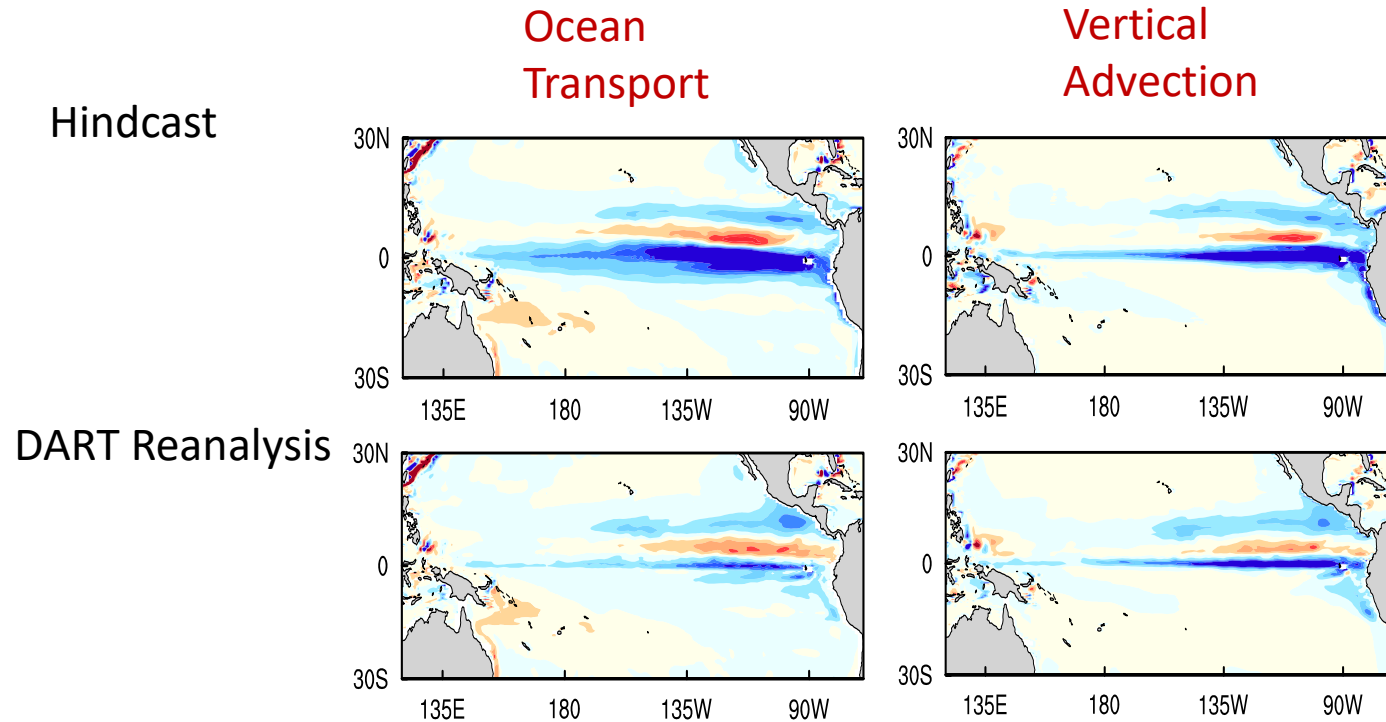 Ocean
Transport
Vertical
Advection
Hindcast
30N
0
30S
135E 180 135W 90W
30N
0
30S
135E 180 135W 90W
DART Reanalysis
30N
0
30S
135E 180 135W 90W
30N
0
30S
135E 180 135W 90W